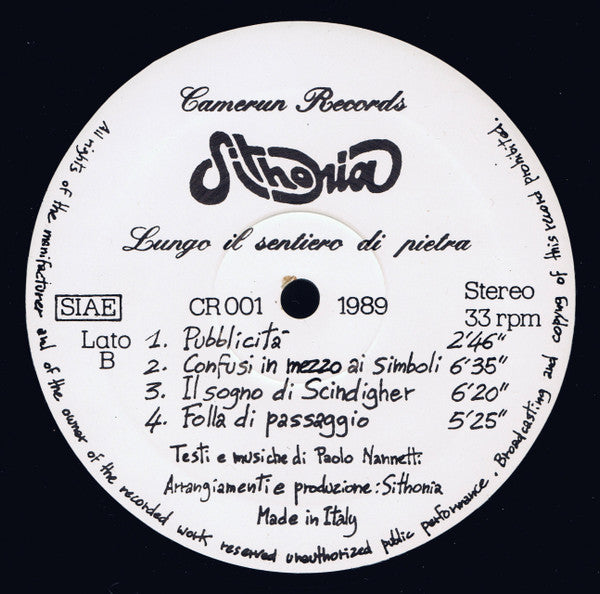 Camerun Records
Sithonia
Lungo il sentiero di pietra
SIAE
CR 001
1989
Stereo
33 rpm
Lato
B
1. Pubblicità 2'46"
2. Confusi in mezzo ai simboli 6'35"
3. Il sogno di Scindigher 6'20"
4. Folla di passaggio 5'25"
Testi e musiche di Paolo Nannetti
Arrangiamenti e produzione: Sithonia
Made in Italy
All rights of the manifacturer and of the owner of the recorded work reserved unauthorized public performance. Broadcasting and copying of this record prohibited.